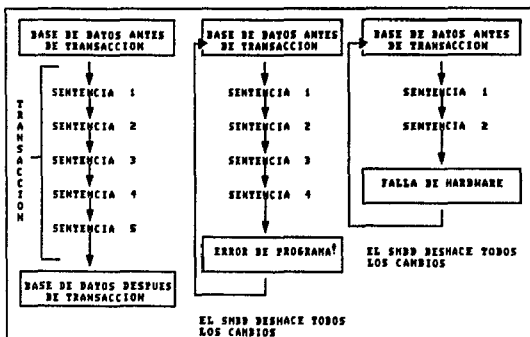 BASE DE DATOS ANTES
DE TRANSACCION
TRANSACCION
SENTENCIA 1
SENTENCIA 2
SENTENCIA 3
SENTENCIA 4
SENTENCIA 5
BASE DE DATOS DESPUES
DE TRANSACCION
BASE DE DATOS ANTES
DE TRANSACCION
SENTENCIA 1
SENTENCIA 2
SENTENCIA 3
SENTENCIA 4
ERROR DE PROGRAMA!
EL SMBD DESHACE TODOS
LOS CAMBIOS
BASE DE DATOS ANTES
DE TRANSACCION
SENTENCIA 1
SENTENCIA 2
FALLA DE HARDWARE
EL SMBD DESHACE TODOS
LOS CAMBIOS